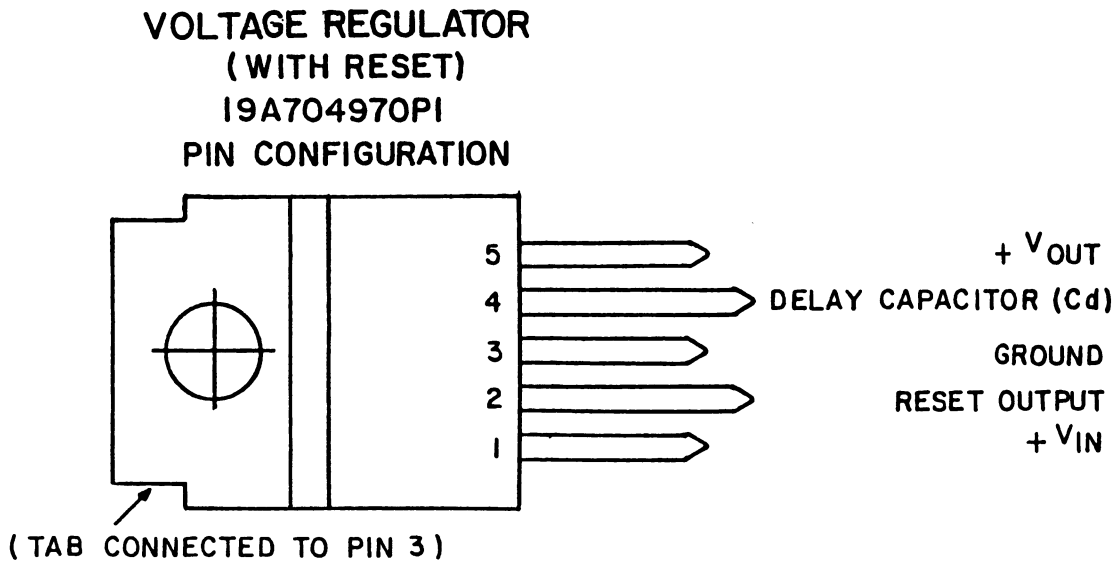 VOLTAGE REGULATOR
(WITH RESET)
19A704970P1
PIN CONFIGURATION
5 + VOUT
4 DELAY CAPACITOR (Cd)
3 GROUND
2 RESET OUTPUT
1 + VIN
(TAB CONNECTED TO PIN 3)